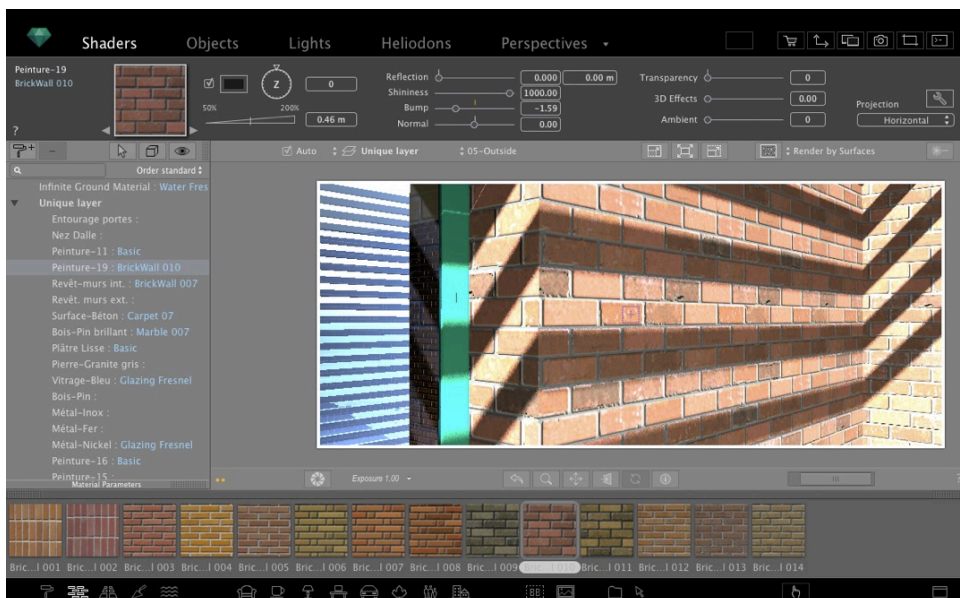 Shaders Objects Lights Heliodons Perspectives
Peinture-19
BrickWall 010
?
50% 200%
Z
0
0.46 m
Reflection 0.000 0.00 m
Shininess 1000.00
Bump -1.59
Normal 0.00
Transparency 0
3D Effects 0.00
Ambient 0
Projection
Horizontal
Auto Unique layer 05-Outside Render by Surfaces
Order standard
Infinite Ground Material : Water Fres
Unique layer
Entourage portes :
Nez Dalle :
Peinture-11 : Basic
Peinture-19 : BrickWall 010
Revêt-murs int. : BrickWall 007
Revêt. murs ext. :
Surface-Béton : Carpet 07
Bois-Pin brillant : Marble 007
Plâtre Lisse : Basic
Pierre-Granite gris :
Vitrage-Bleu : Glazing Fresnel
Bois-Pin :
Métal-Inox :
Métal-Fer :
Métal-Nickel : Glazing Fresnel
Peinture-16 : Basic
Peinture-15 :
Material Parameters
Exposure 1.00
Bric...l 001 Bric...l 002 Bric...l 003 Bric...l 004 Bric...l 005 Bric...l 006 Bric...l 007 Bric...l 008 Bric...l 009 Bric...l 011 Bric...l 012 Bric...l 013 Bric...l 014